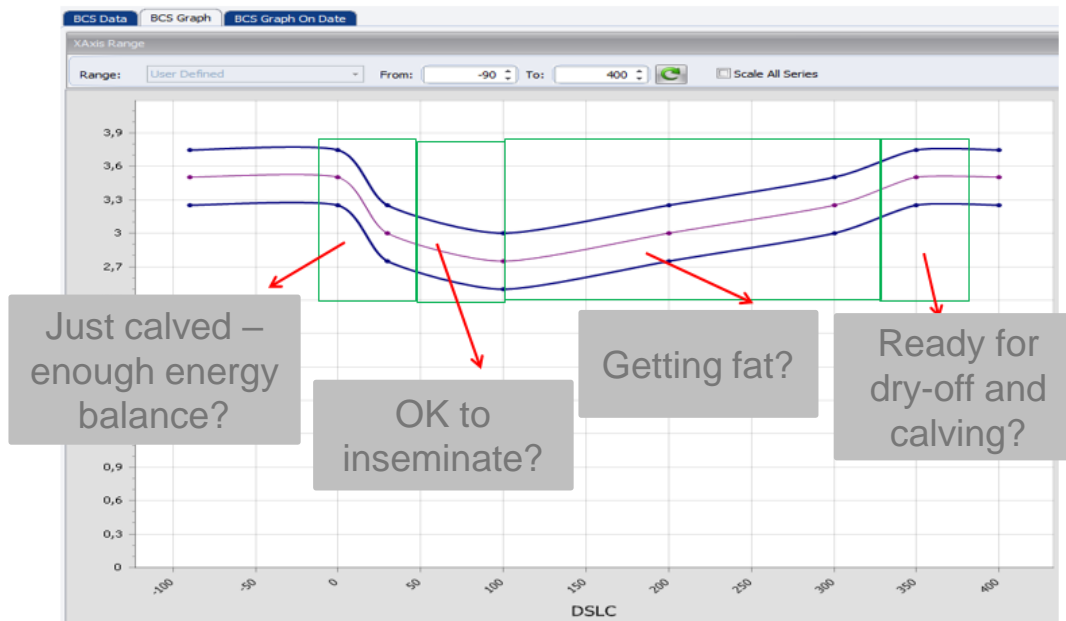 BCS Data BCS Graph BCS Graph On Date
XAxis Range
Range: User Defined From: -90 To: 400 Scale All Series
3,9
3,6
3,3
3
2,7
Just calved –
enough energy
balance?
OK to
inseminate?
Getting fat?
Ready for
dry-off and
calving?
0,9
0,6
0,3
0
-100 -50 0 50 100 150 200 250 300 350 400
DSLC